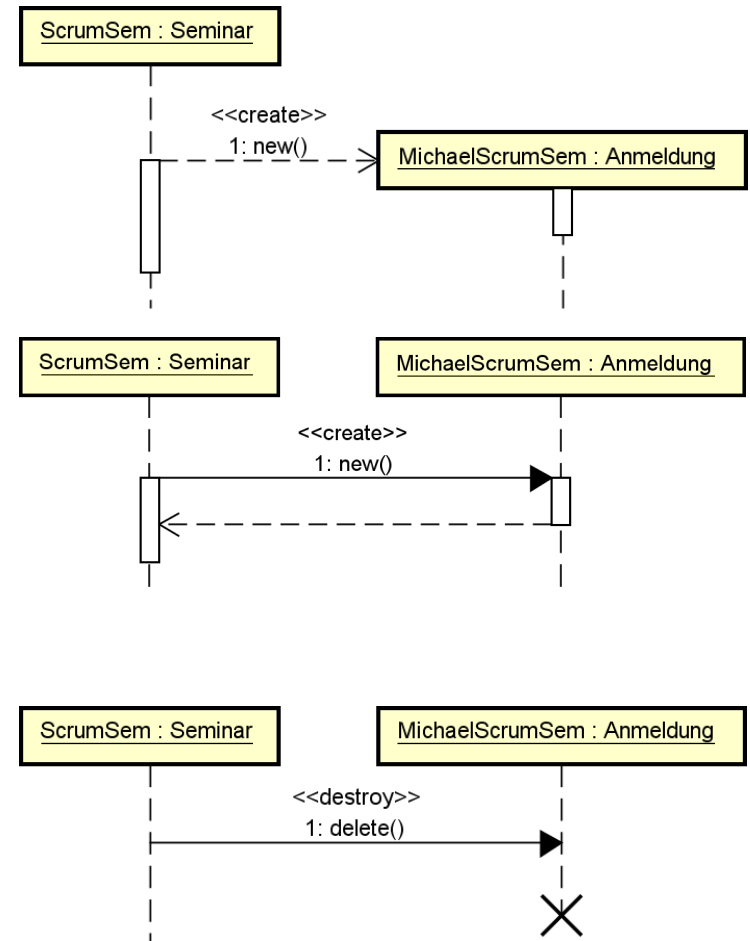 ScrumSem : Seminar
<<create>>
1: new()
MichaelScrumSem : Anmeldung
ScrumSem : Seminar
MichaelScrumSem : Anmeldung
<<create>>
1: new()
ScrumSem : Seminar
MichaelScrumSem : Anmeldung
<<destroy>>
1: delete()